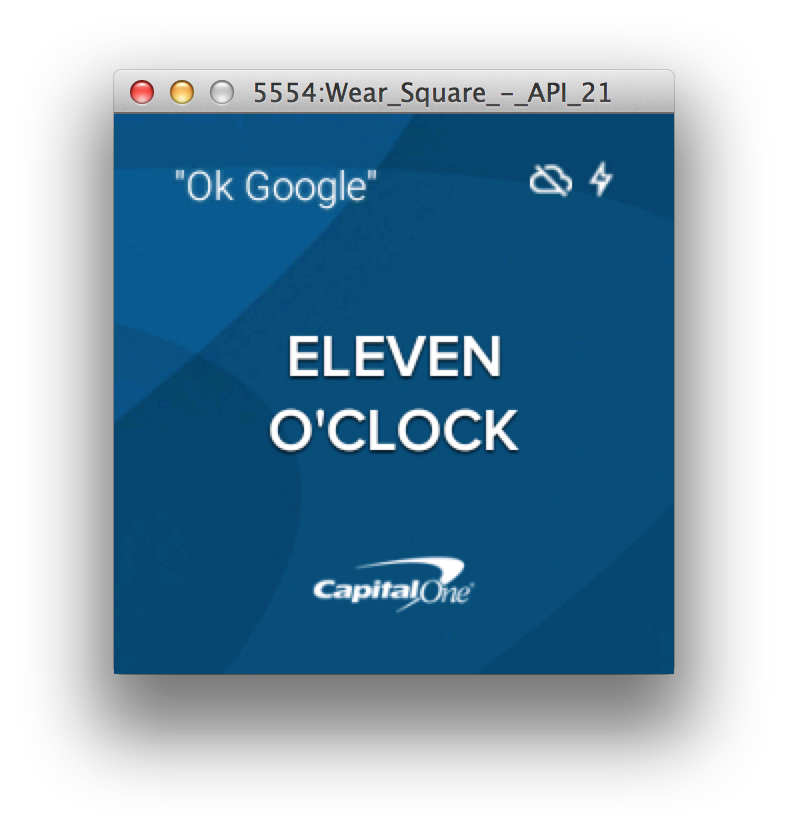 5554:Wear_Square_-_API_21
"Ok Google"
ELEVEN
O'CLOCK
CapitalOne®